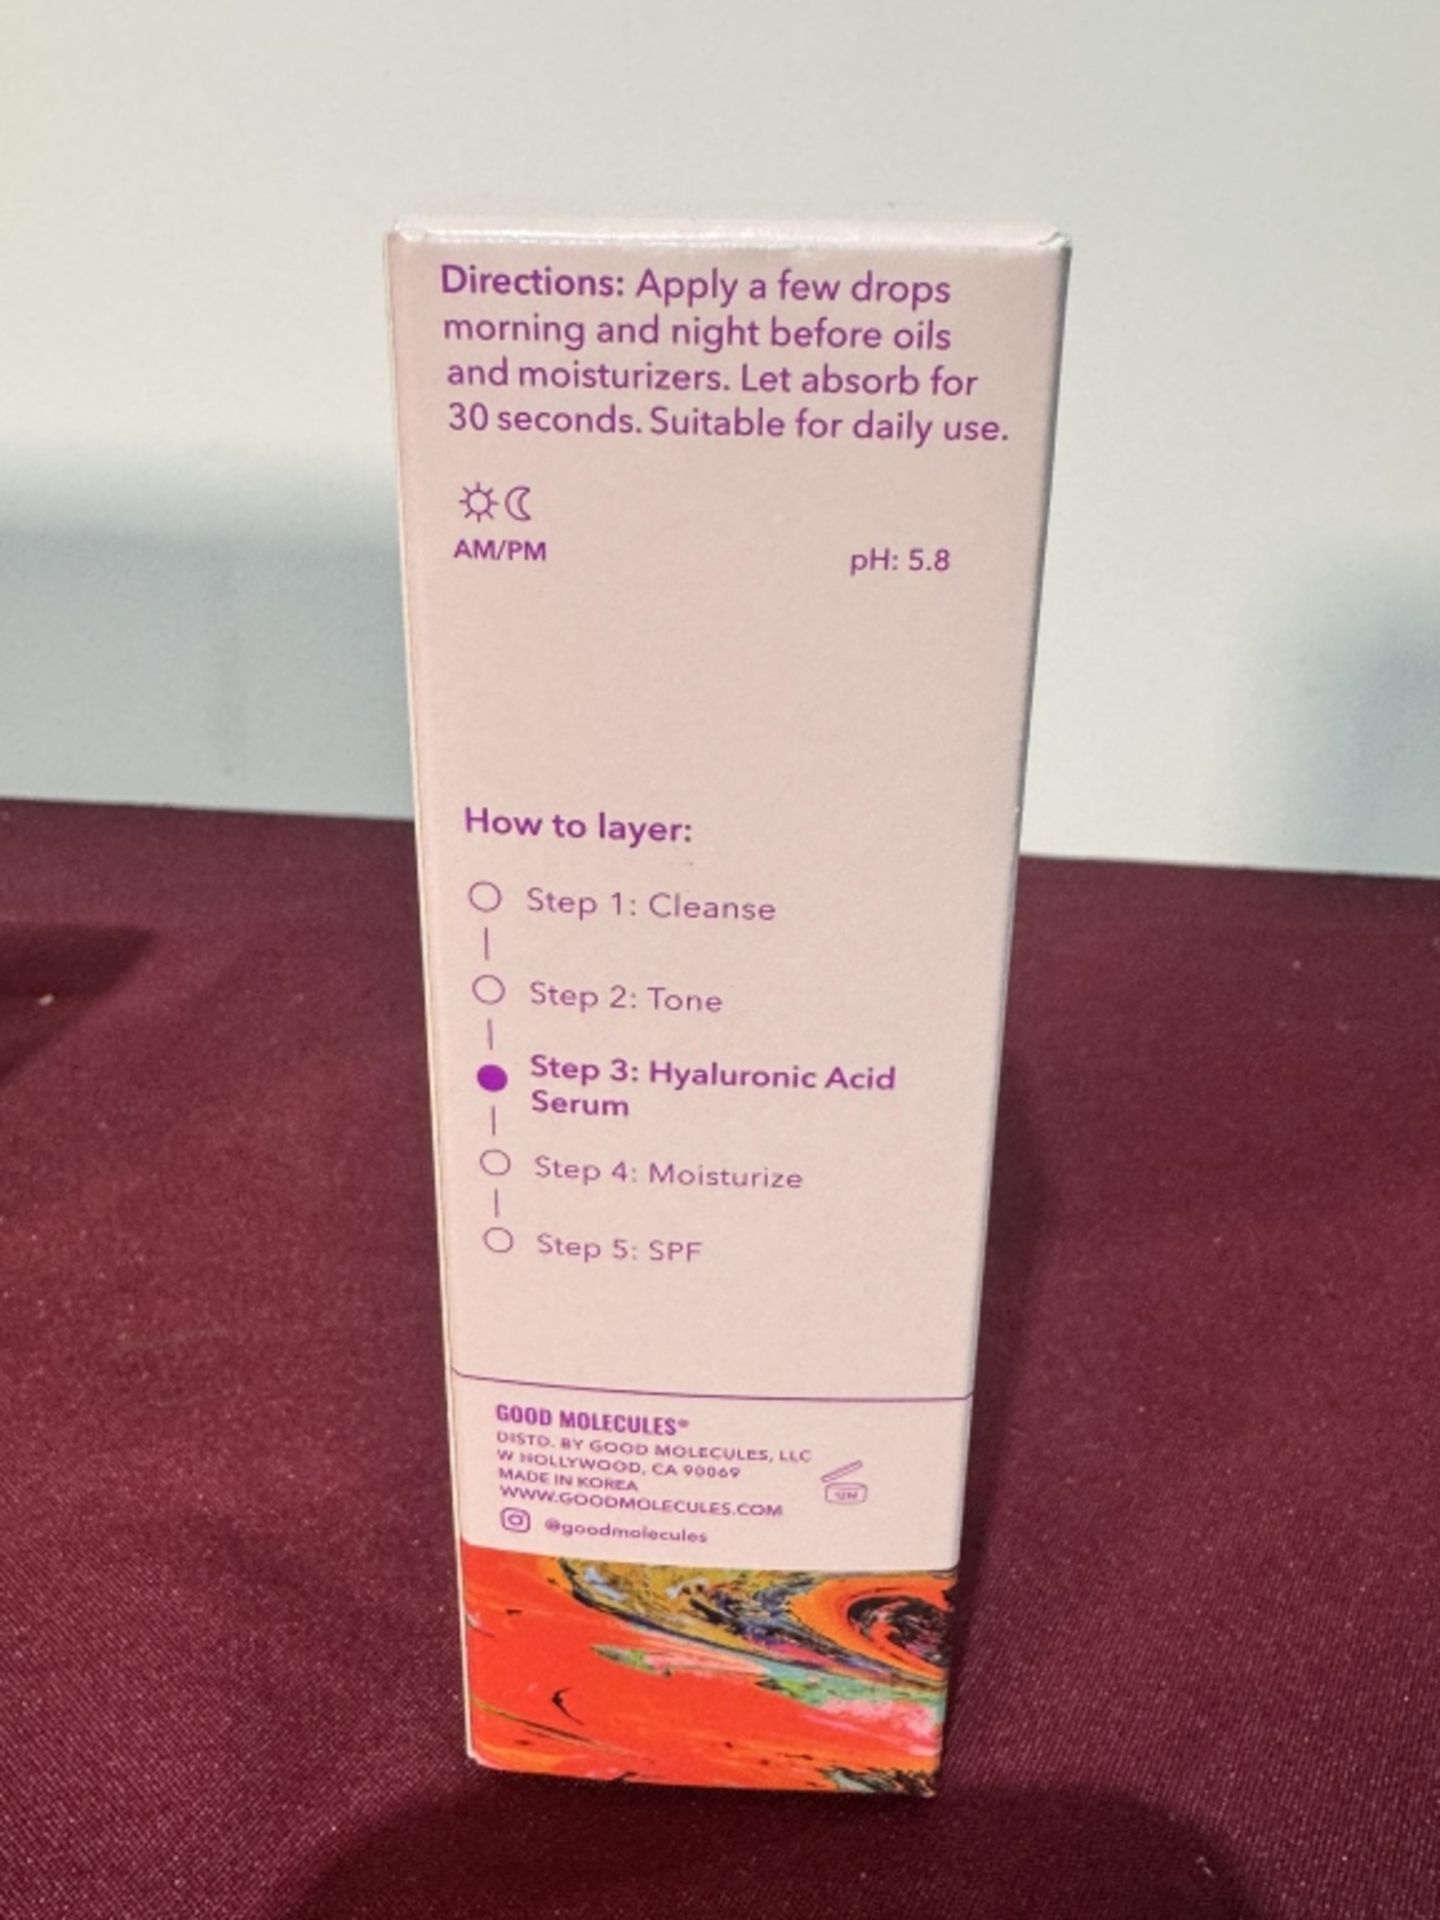 Directions: Apply a few drops
morning and night before oils
and moisturizers. Let absorb for
30 seconds. Suitable for daily use.
AM/PM
pH: 5.8
How to layer:
Step 1: Cleanse
Step 2: Tone
Step 3: Hyaluronic Acid
Serum
Step 4: Moisturize
Step 5: SPF
GOOD MOLECULES®
DISTD. BY GOOD MOLECULES, LLC
W HOLLYWOOD, CA 90069
MADE IN KOREA
WWW.GOODMOLECULES.COM
@goodmolecules